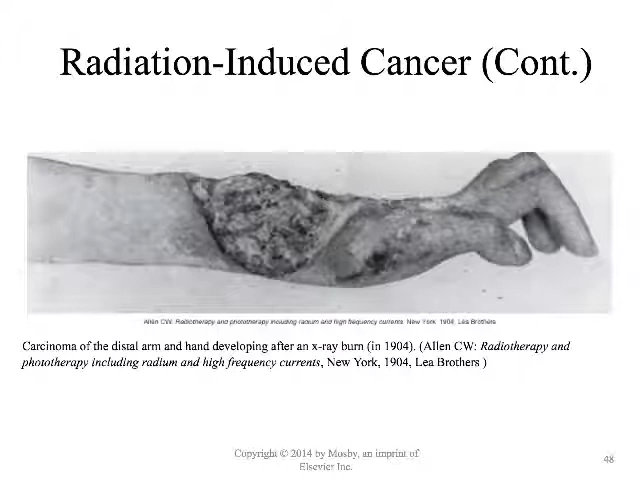 Radiation-Induced Cancer (Cont.)
Allen CW: Radiotherapy and phototherapy including radium and high frequency currents. New York. 1904, Lea Brothers
Carcinoma of the distal arm and hand developing after an x-ray burn (in 1904). (Allen CW: Radiotherapy and
phototherapy including radium and high frequency currents, New York, 1904, Lea Brothers )
Copyright © 2014 by Mosby, an imprint of
Elsevier Inc.
48